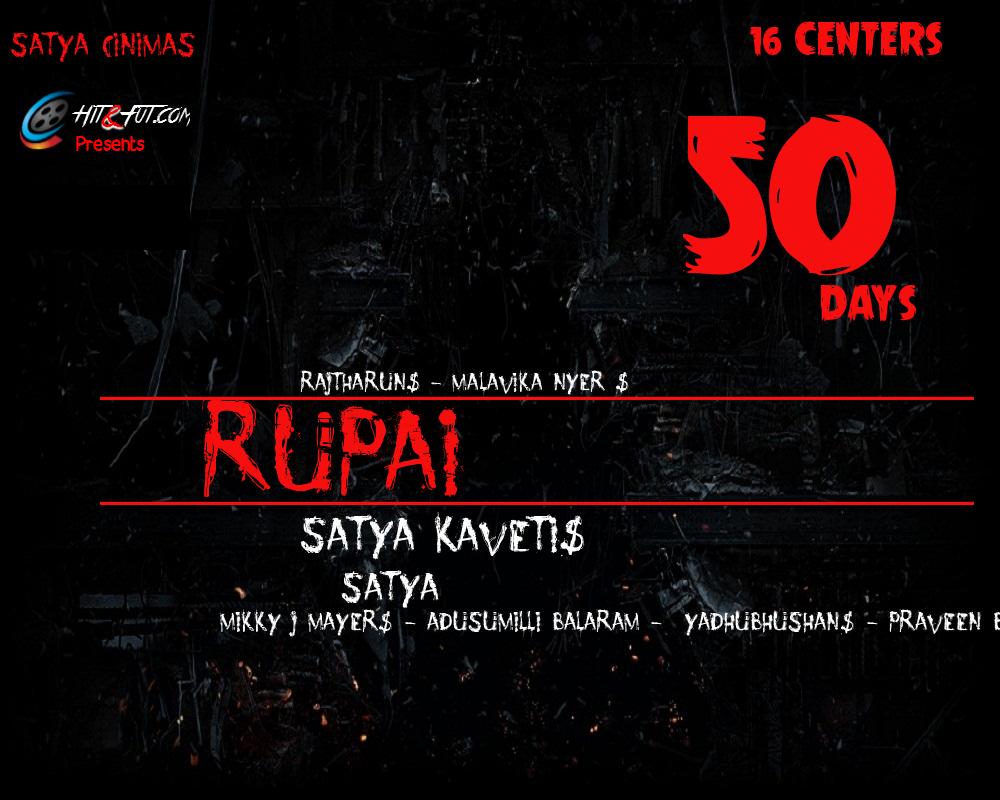 SATYA CINIMAS
16 CENTERS
HIT&FUT.COM
Presents
50
DAYS
RAJTHARUN$ - MALAVIKA NYER $
RUPAI
SATYA KAVETI$
SATYA
MIKKY J MAYER$ - ADUSUMILLI BALARAM - YADHUBHUSHAN$ - PRAVEEN